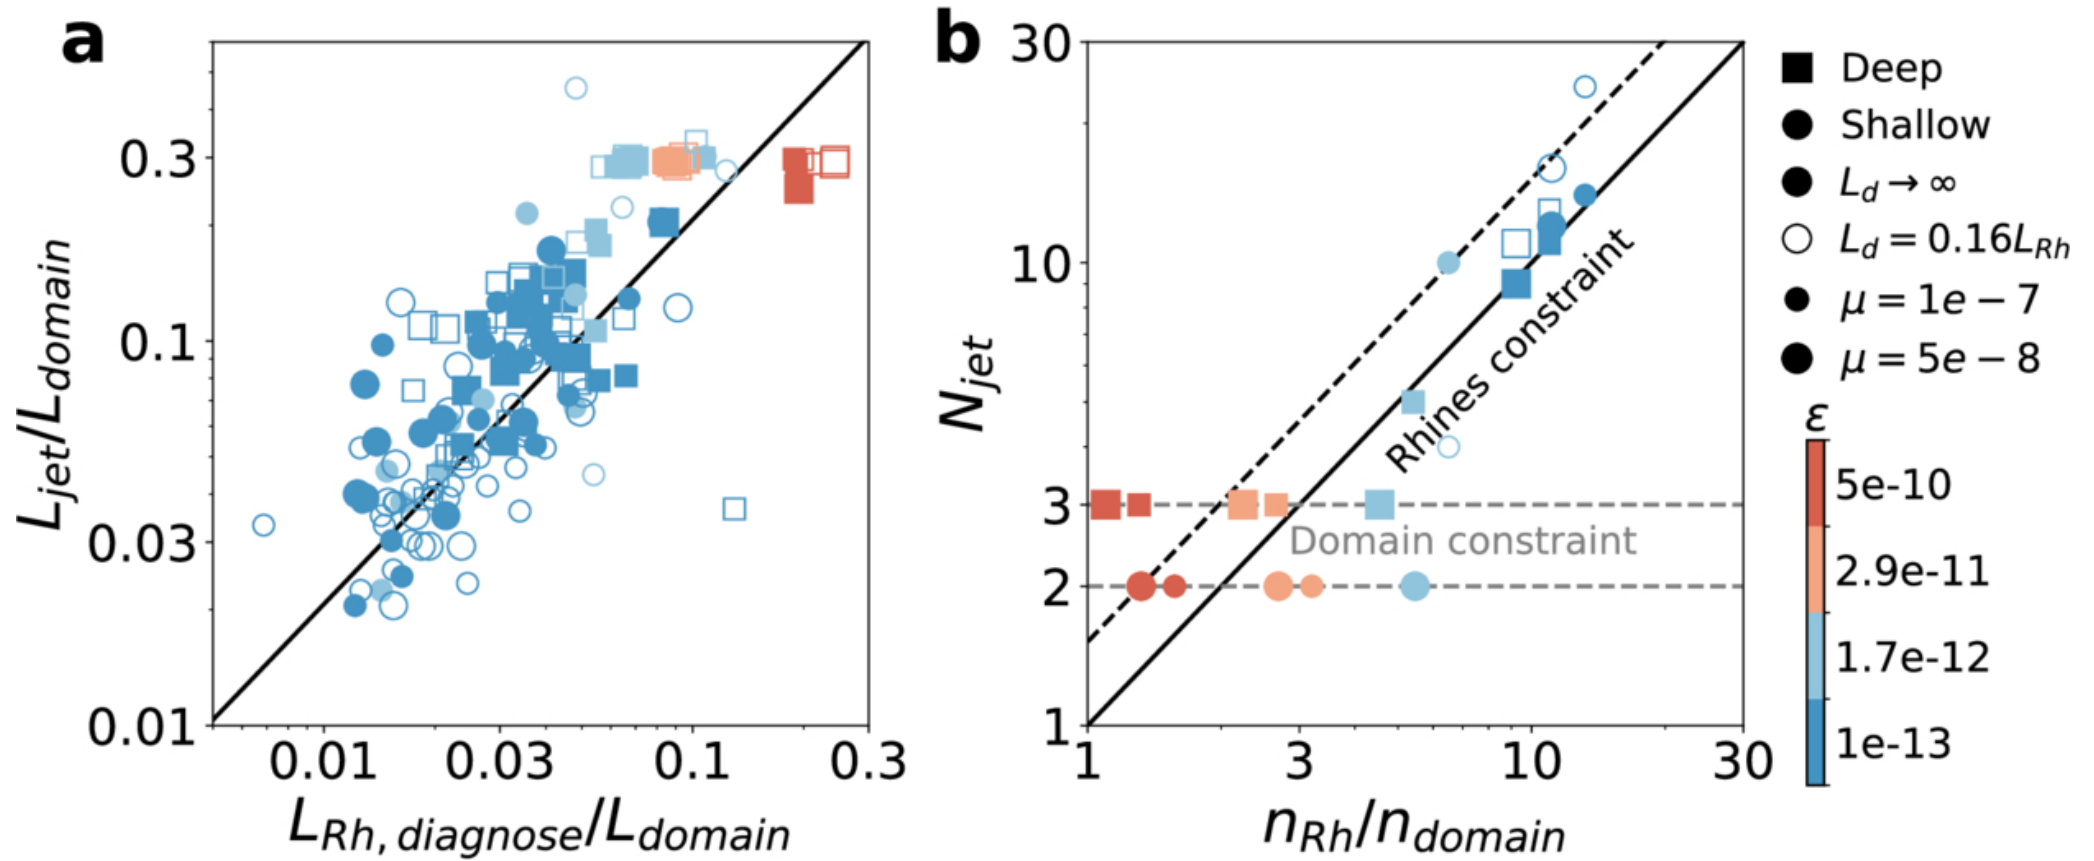 a
0.3
0.1
0.03
0.01
0.01 0.03 0.1 0.3
L_jet/L_domain
L_{Rh, diagnose}/L_domain
b
30
10
3
2
1
1 3 10 30
N_jet
n_Rh/n_domain
Rhines constraint
Domain constraint
Deep
Shallow
L_d → ∞
L_d = 0.16L_Rh
μ = 1e − 7
μ = 5e − 8
ε
5e-10
2.9e-11
1.7e-12
1e-13